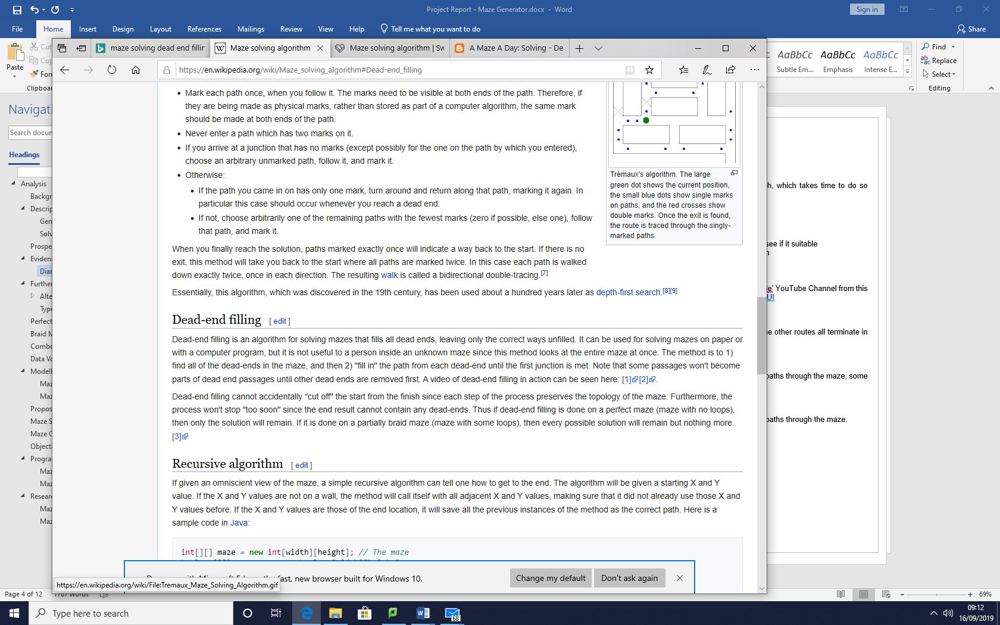 Project Report - Maze Generator.docx - Word
Sign in
File Home Insert Design Layout References Mailings Review View Help Tell me what you want to do Share
Paste
Cut
Clipboar
AaBbCc AaBbCc AaBbCc
Subtle Em... Emphasis Intense E...
Find
Replace
Select
Editing
maze solving dead end fillir
Maze solving algorithm
Maze solving algorithm | Sw
A Maze A Day: Solving - De
https://en.wikipedia.org/wiki/Maze_solving_algorithm#Dead-end_filling
Navigati
Search docun
Headings
Analysis
Backgr
Descrip
Gen
Solv
Prospe
Eviden
Diar
Further
Alte
Type
Perfect
Braid M
Combo
Data Vo
Modell
Maz
Maz
Propos
Maze S
Maze G
Objecti
Progra
Maz
Maz
Resear
Maz
Maz
• Mark each path once, when you follow it. The marks need to be visible at both ends of the path. Therefore, if
they are being made as physical marks, rather than stored as part of a computer algorithm, the same mark
should be made at both ends of the path.
• Never enter a path which has two marks on it.
• If you arrive at a junction that has no marks (except possibly for the one on the path by which you entered),
choose an arbitrary unmarked path, follow it, and mark it.
• Otherwise:
• If the path you came in on has only one mark, turn around and return along that path, marking it again. In
particular this case should occur whenever you reach a dead end.
• If not, choose arbitrarily one of the remaining paths with the fewest marks (zero if possible, else one), follow
that path, and mark it.
Trémaux's algorithm. The large
green dot shows the current position,
the small blue dots show single marks
on paths, and the red crosses show
double marks. Once the exit is found,
the route is traced through the singly-
marked paths.
When you finally reach the solution, paths marked exactly once will indicate a way back to the start. If there is no
exit, this method will take you back to the start where all paths are marked twice. In this case each path is walked
down exactly twice, once in each direction. The resulting walk is called a bidirectional double-tracing.[7]
Essentially, this algorithm, which was discovered in the 19th century, has been used about a hundred years later as depth-first search.[8][9]
Dead-end filling [ edit ]
Dead-end filling is an algorithm for solving mazes that fills all dead ends, leaving only the correct ways unfilled. It can be used for solving mazes on paper or
with a computer program, but it is not useful to a person inside an unknown maze since this method looks at the entire maze at once. The method is to 1)
find all of the dead-ends in the maze, and then 2) "fill in" the path from each dead-end until the first junction is met. Note that some passages won't become
parts of dead end passages until other dead ends are removed first. A video of dead-end filling in action can be seen here: [1][2].
Dead-end filling cannot accidentally "cut off" the start from the finish since each step of the process preserves the topology of the maze. Furthermore, the
process won't stop "too soon" since the end result cannot contain any dead-ends. Thus if dead-end filling is done on a perfect maze (maze with no loops),
then only the solution will remain. If it is done on a partially braid maze (maze with some loops), then every possible solution will remain but nothing more.
[3]
Recursive algorithm [ edit ]
If given an omniscient view of the maze, a simple recursive algorithm can tell one how to get to the end. The algorithm will be given a starting X and Y
value. If the X and Y values are not on a wall, the method will call itself with all adjacent X and Y values, making sure that it did not already use those X and
Y values before. If the X and Y values are those of the end location, it will save all the previous instances of the method as the correct path. Here is a
sample code in Java:
int[][] maze = new int[width][height]; // The maze
fast, new browser built for Windows 10.
Change my default
Don't ask again
https://en.wikipedia.org/wiki/File:Tremaux_Maze_Solving_Algorithm.gif
h, which takes time to do so
see if it suitable
le' YouTube Channel from this
UI
ne other routes all terminate in
paths through the maze, some
paths through the maze.
Page 4 of 12
1767 words
69%
Type here to search
68
09:12
16/09/2019